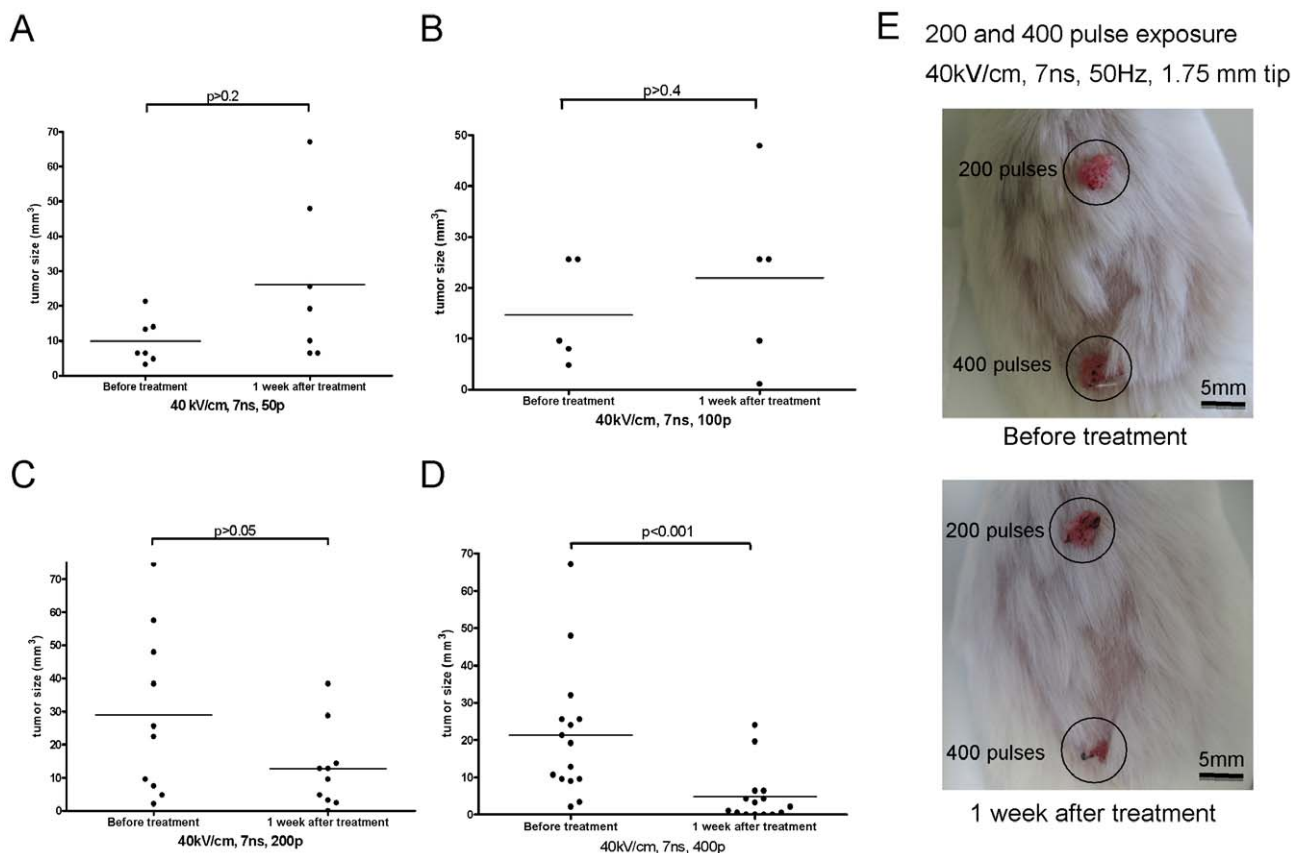 A
p>0.2
tumor size (mm³)
70
60
50
40
30
20
10
0
Before treatment
1 week after treatment
40 kV/cm, 7ns, 50p
B
p>0.4
tumor size (mm³)
50
40
30
20
10
0
Before treatment
1 week after treatment
40kV/cm, 7ns, 100p
C
p>0.05
tumor size (mm³)
70
60
50
40
30
20
10
0
Before treatment
1 week after treatment
40kV/cm, 7ns, 200p
D
p<0.001
tumor size (mm³)
70
60
50
40
30
20
10
0
Before treatment
1 week after treatment
40kV/cm, 7ns, 400p
E
200 and 400 pulse exposure
40kV/cm, 7ns, 50Hz, 1.75 mm tip
200 pulses
400 pulses
5mm
Before treatment
200 pulses
400 pulses
5mm
1 week after treatment